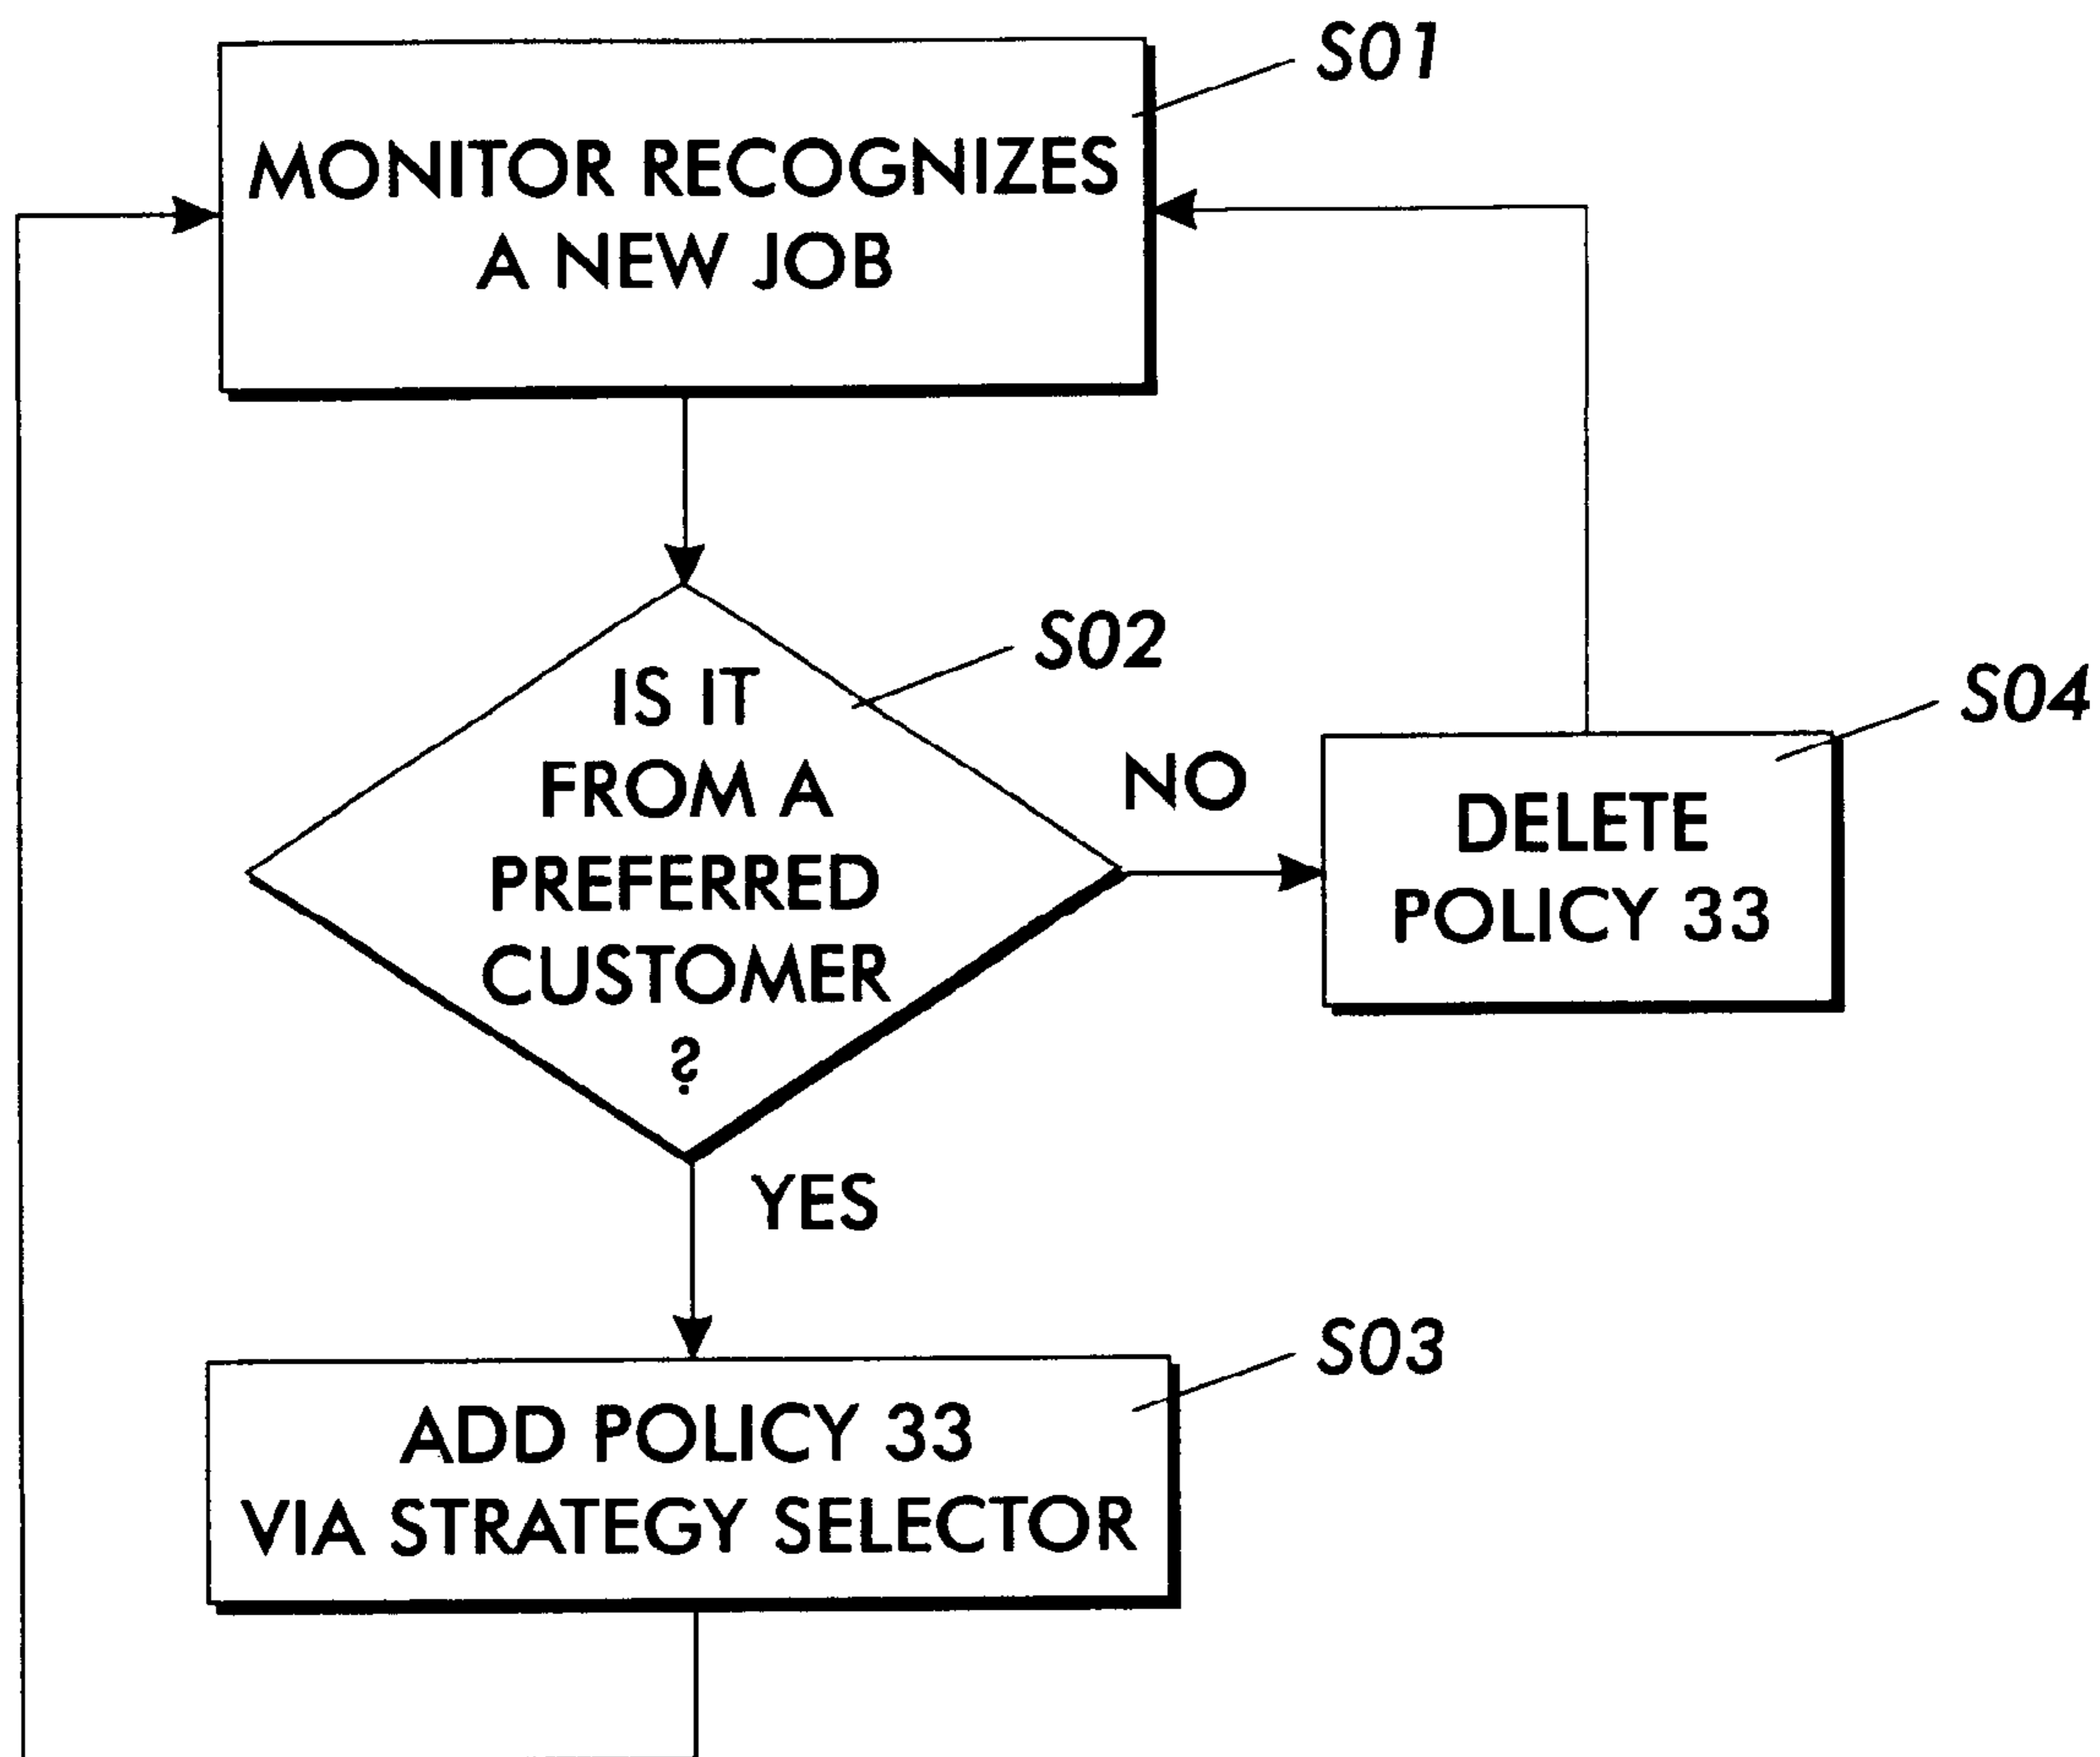 S01
MONITOR RECOGNIZES
A NEW JOB
S02
IS IT
FROM A
PREFERRED
CUSTOMER
?
NO
S04
DELETE
POLICY 33
YES
S03
ADD POLICY 33
VIA STRATEGY SELECTOR